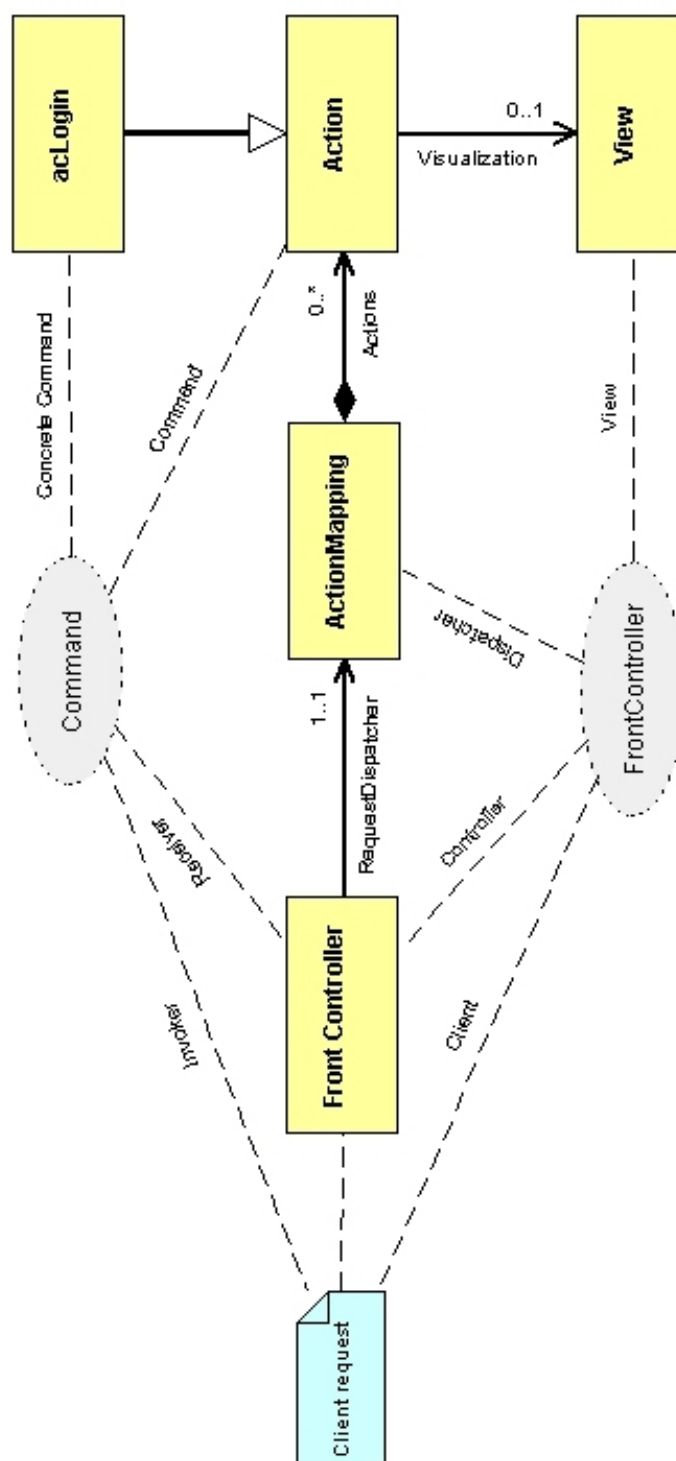 acLogin
Action
View
0..1
Visualization
Concrete Command
Command
0..*
Actions
View
Command
ActionMapping
Dispatcher
FrontController
1..1
RequestDispatcher
Receiver
Controller
Invoker
Front Controller
Client
Client request